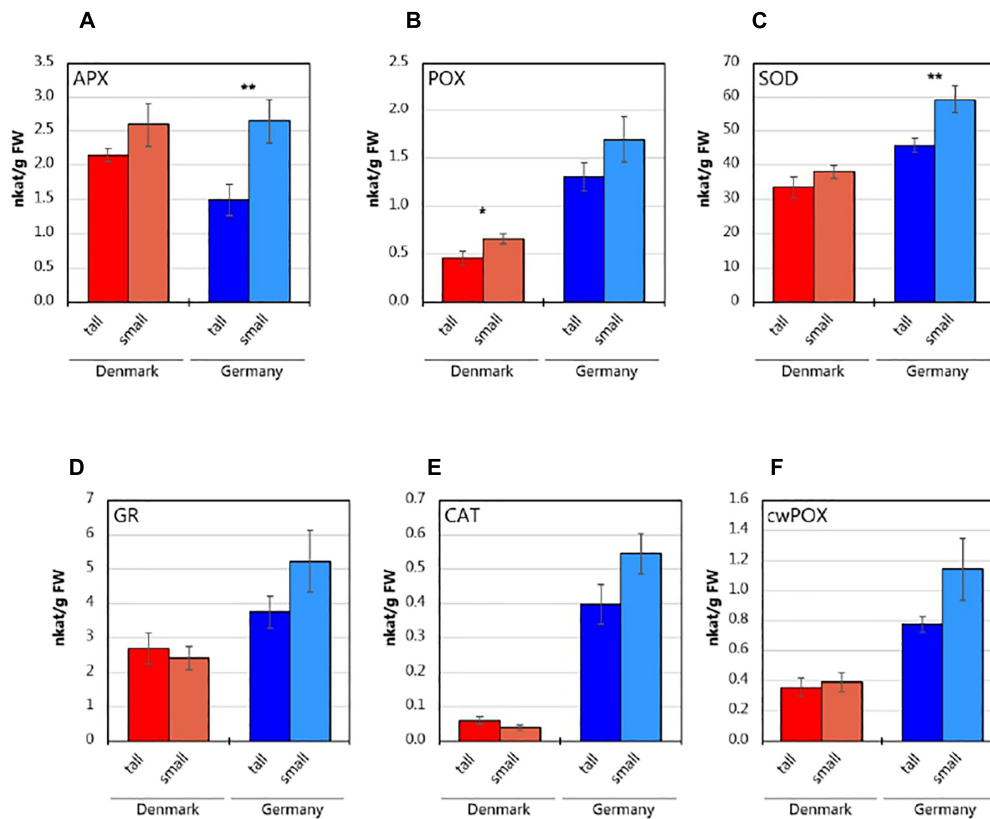 A
B
C
APX
POX
SOD
**
*
**
nkat/g FW
nkat/g FW
nkat/g FW
3.5
3.0
2.5
2.0
1.5
1.0
0.5
0.0
2.5
2.0
1.5
1.0
0.5
0.0
70
60
50
40
30
20
10
0
tall small tall small
tall small tall small
tall small tall small
Denmark Germany
Denmark Germany
Denmark Germany
D
E
F
GR
CAT
cwPOX
nkat/g FW
nkat/g FW
nkat/g FW
7
6
5
4
3
2
1
0
0.7
0.6
0.5
0.4
0.3
0.2
0.1
0.0
1.6
1.4
1.2
1.0
0.8
0.6
0.4
0.2
0.0
tall small tall small
tall small tall small
tall small tall small
Denmark Germany
Denmark Germany
Denmark Germany